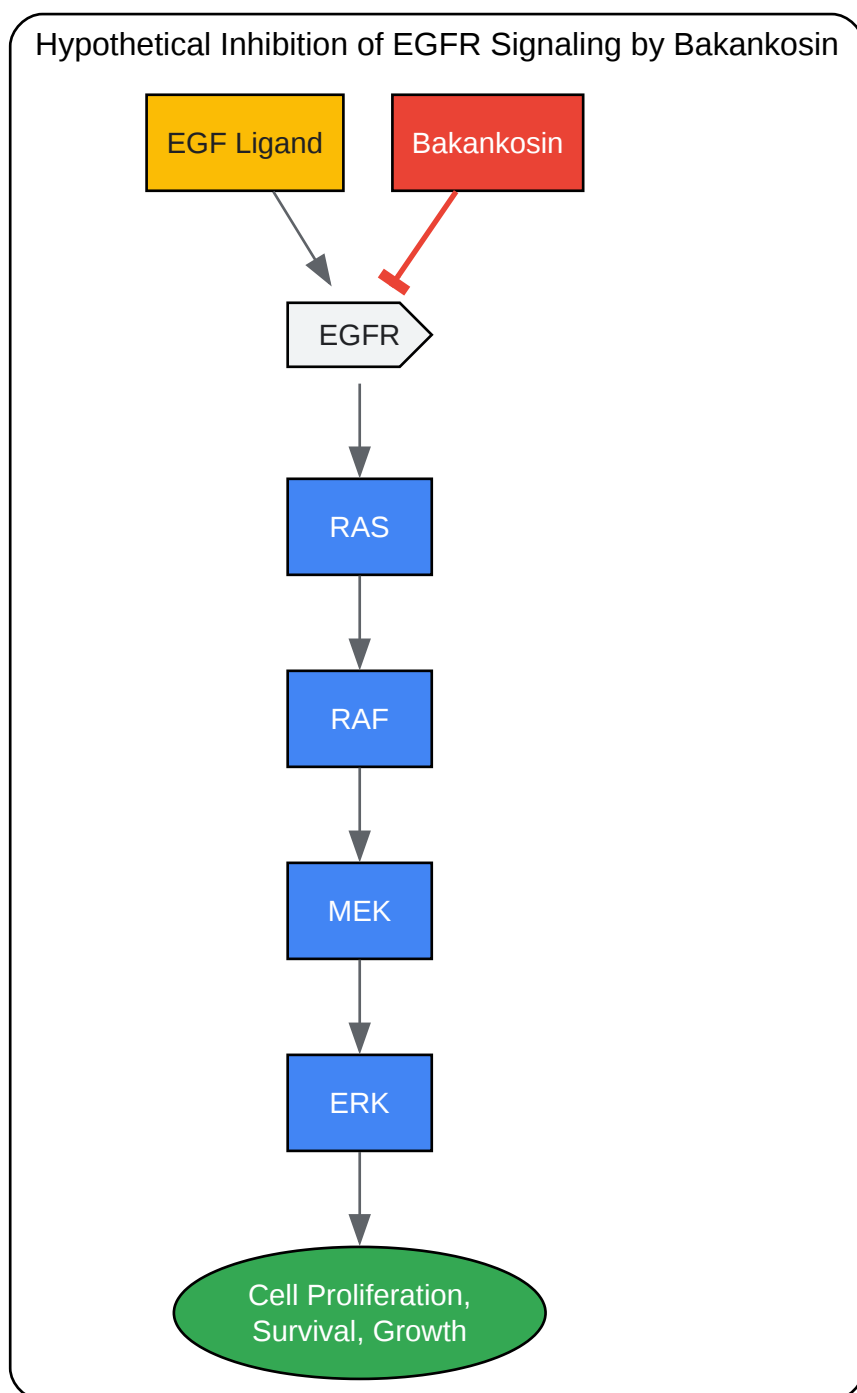 Hypothetical Inhibition of EGFR Signaling by Bakankosin
EGF Ligand
Bakankosin
EGFR
RAS
RAF
MEK
ERK
Cell Proliferation,
Survival, Growth